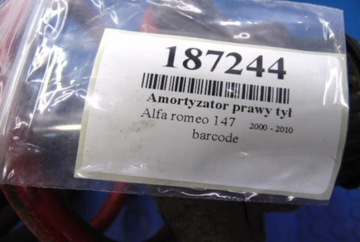 187244
Amortyzator prawy tył
Alfa romeo 147 2000 - 2010
barcode